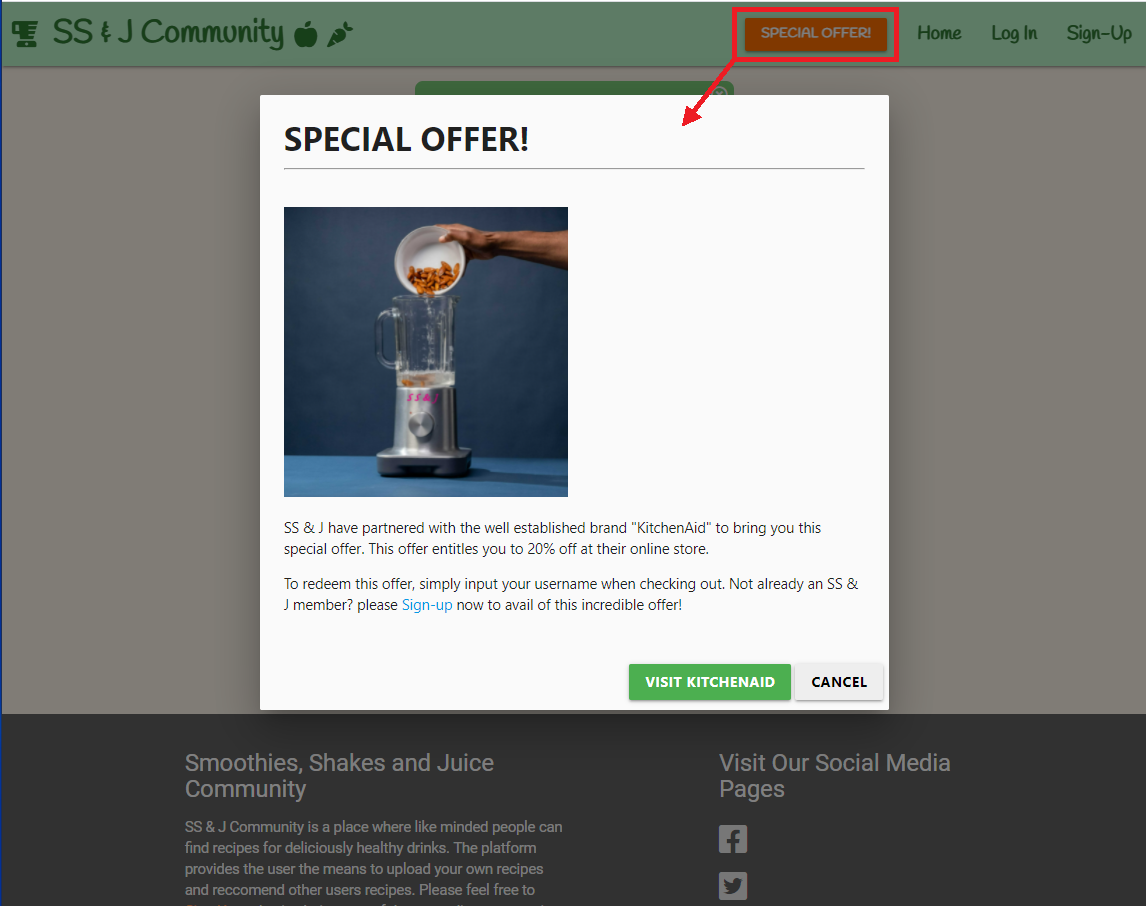 SS & J Community
SPECIAL OFFER!
Home
Log In
Sign-Up
SPECIAL OFFER!
SS & J
SS & J have partnered with the well established brand "KitchenAid" to bring you this
special offer. This offer entitles you to 20% off at their online store.
To redeem this offer, simply input your username when checking out. Not already an SS &
J member? please Sign-up now to avail of this incredible offer!
VISIT KITCHENAID
CANCEL
Smoothies, Shakes and Juice
Community
SS & J Community is a place where like minded people can
find recipes for deliciously healthy drinks. The platform
provides the user the means to upload your own recipes
and reccomend other users recipes. Please feel free to
Visit Our Social Media
Pages